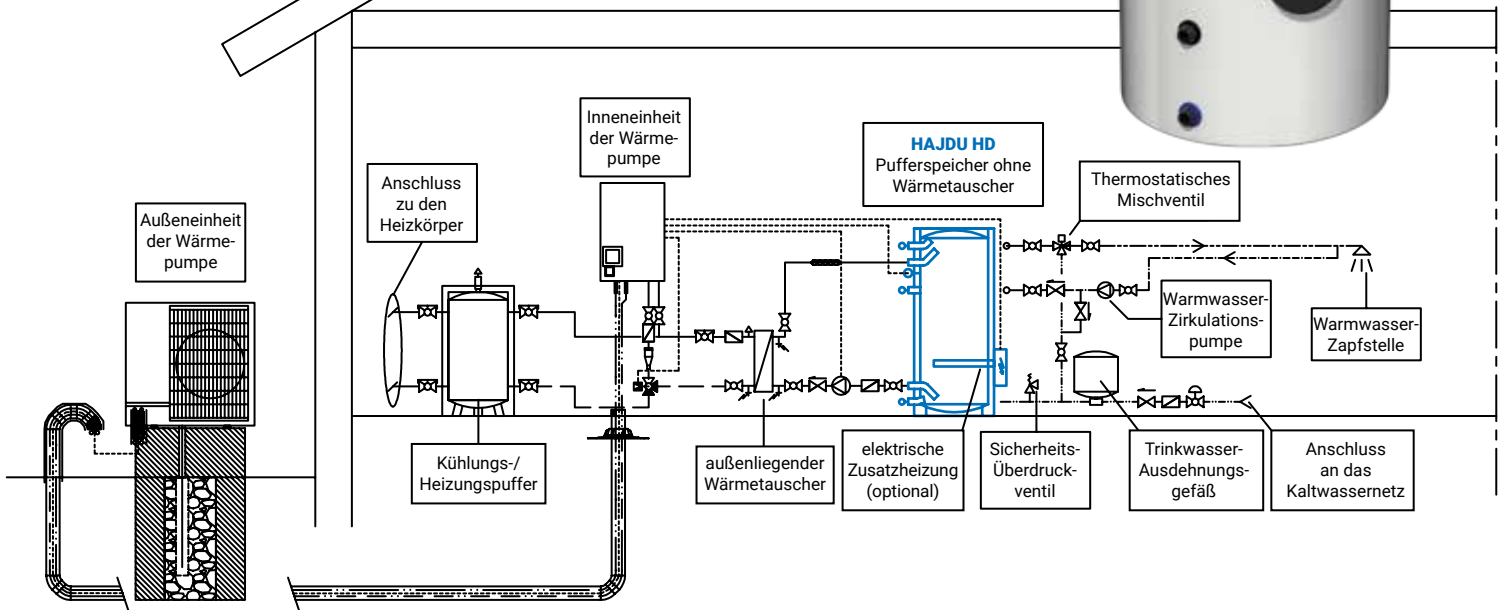 Außeneinheit
der Wärme-
pumpe
Anschluss
zu den
Heizkörper
Inneneinheit
der Wärme-
pumpe
HAJDU HD
Pufferspeicher ohne
Wärmetauscher
Thermostatisches
Mischventil
Warmwasser-
Zirkulations-
pumpe
Warmwasser-
Zapfstelle
Kühlungs-/
Heizungspuffer
außenliegender
Wärmetauscher
elektrische
Zusatzheizung
(optional)
Sicherheits-
Überdruck-
ventil
Trinkwasser-
Ausdehnungs-
gefäß
Anschluss
an das
Kaltwassernetz